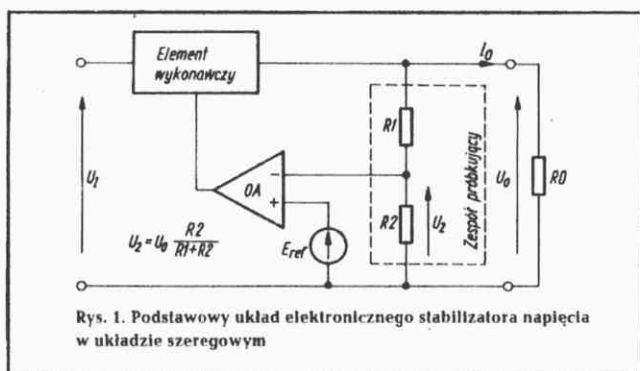 Element
wykonawczy
I₀
R1
Zespół próbkujący
U₁
OA
−
+
R2
U₂
U₀
R0
U₂ = U₀ R2 / R1+R2
E_ref
Rys. 1. Podstawowy układ elektronicznego stabilizatora napięcia
w układzie szeregowym